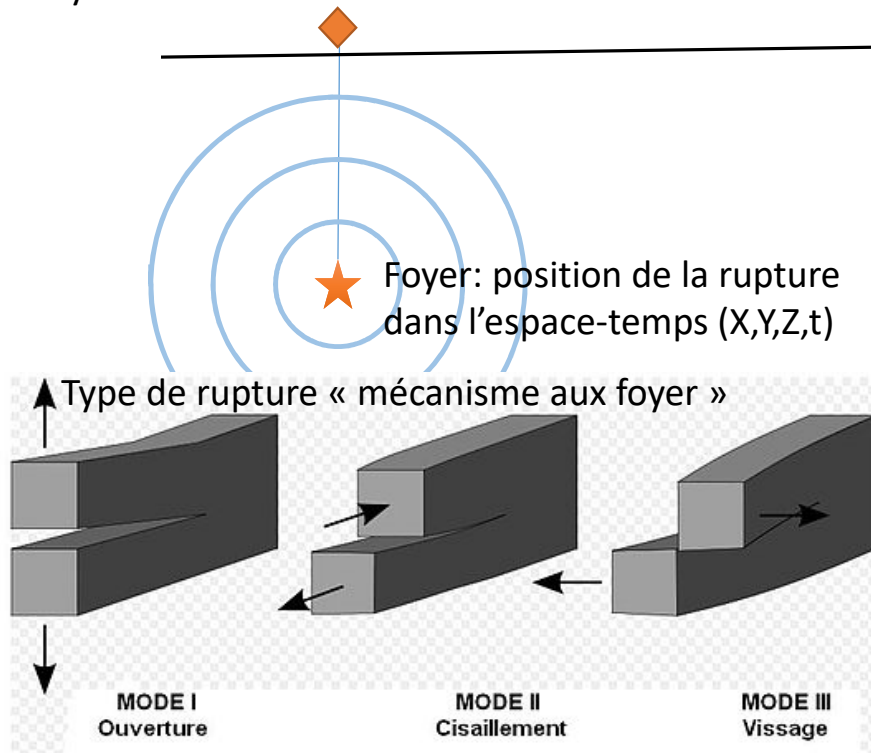 Foyer: position de la rupture
dans l'espace-temps (X,Y,Z,t)
Type de rupture « mécanisme aux foyer »
MODE I
Ouverture
MODE II
Cisaillement
MODE III
Vissage